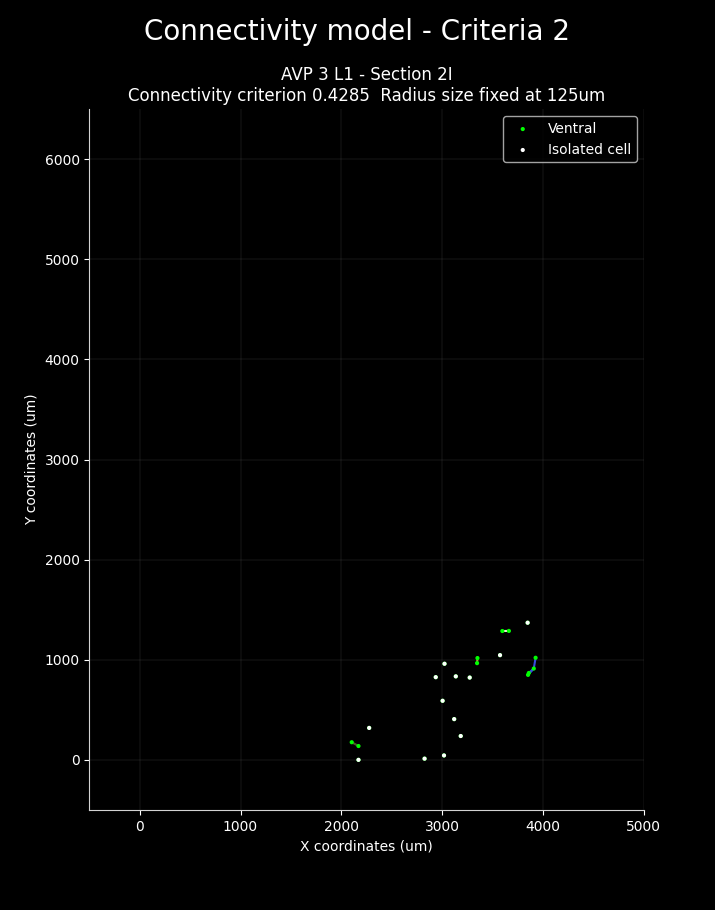 Connectivity model - Criteria 2
AVP 3 L1 - Section 2I
Connectivity criterion 0.4285  Radius size fixed at 125um
Ventral
Isolated cell
6000
5000
4000
3000
2000
1000
0
Y coordinates (um)
0 1000 2000 3000 4000 5000
X coordinates (um)